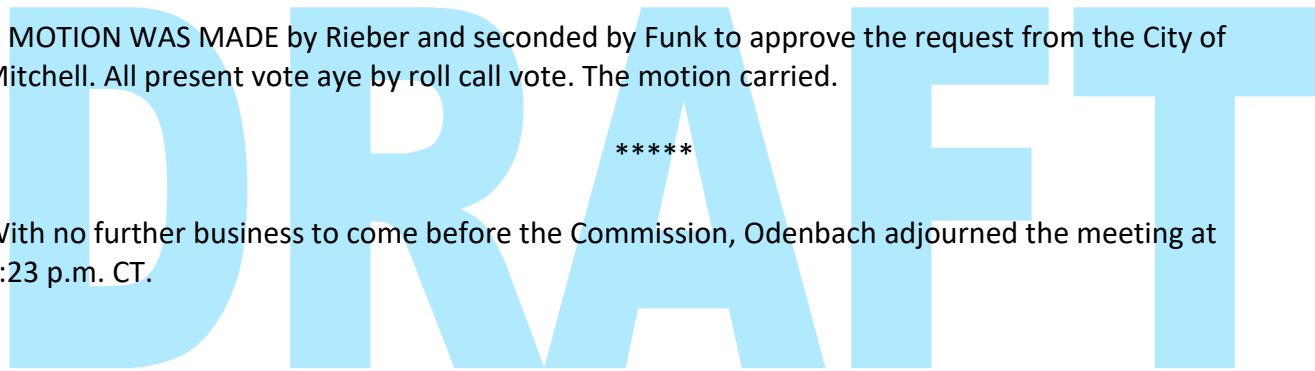 MOTION WAS MADE by Rieber and seconded by Funk to approve the request from the City of
Mitchell. All present vote aye by roll call vote. The motion carried.
*****
With no further business to come before the Commission, Odenbach adjourned the meeting at
:23 p.m. CT.
DRAFT